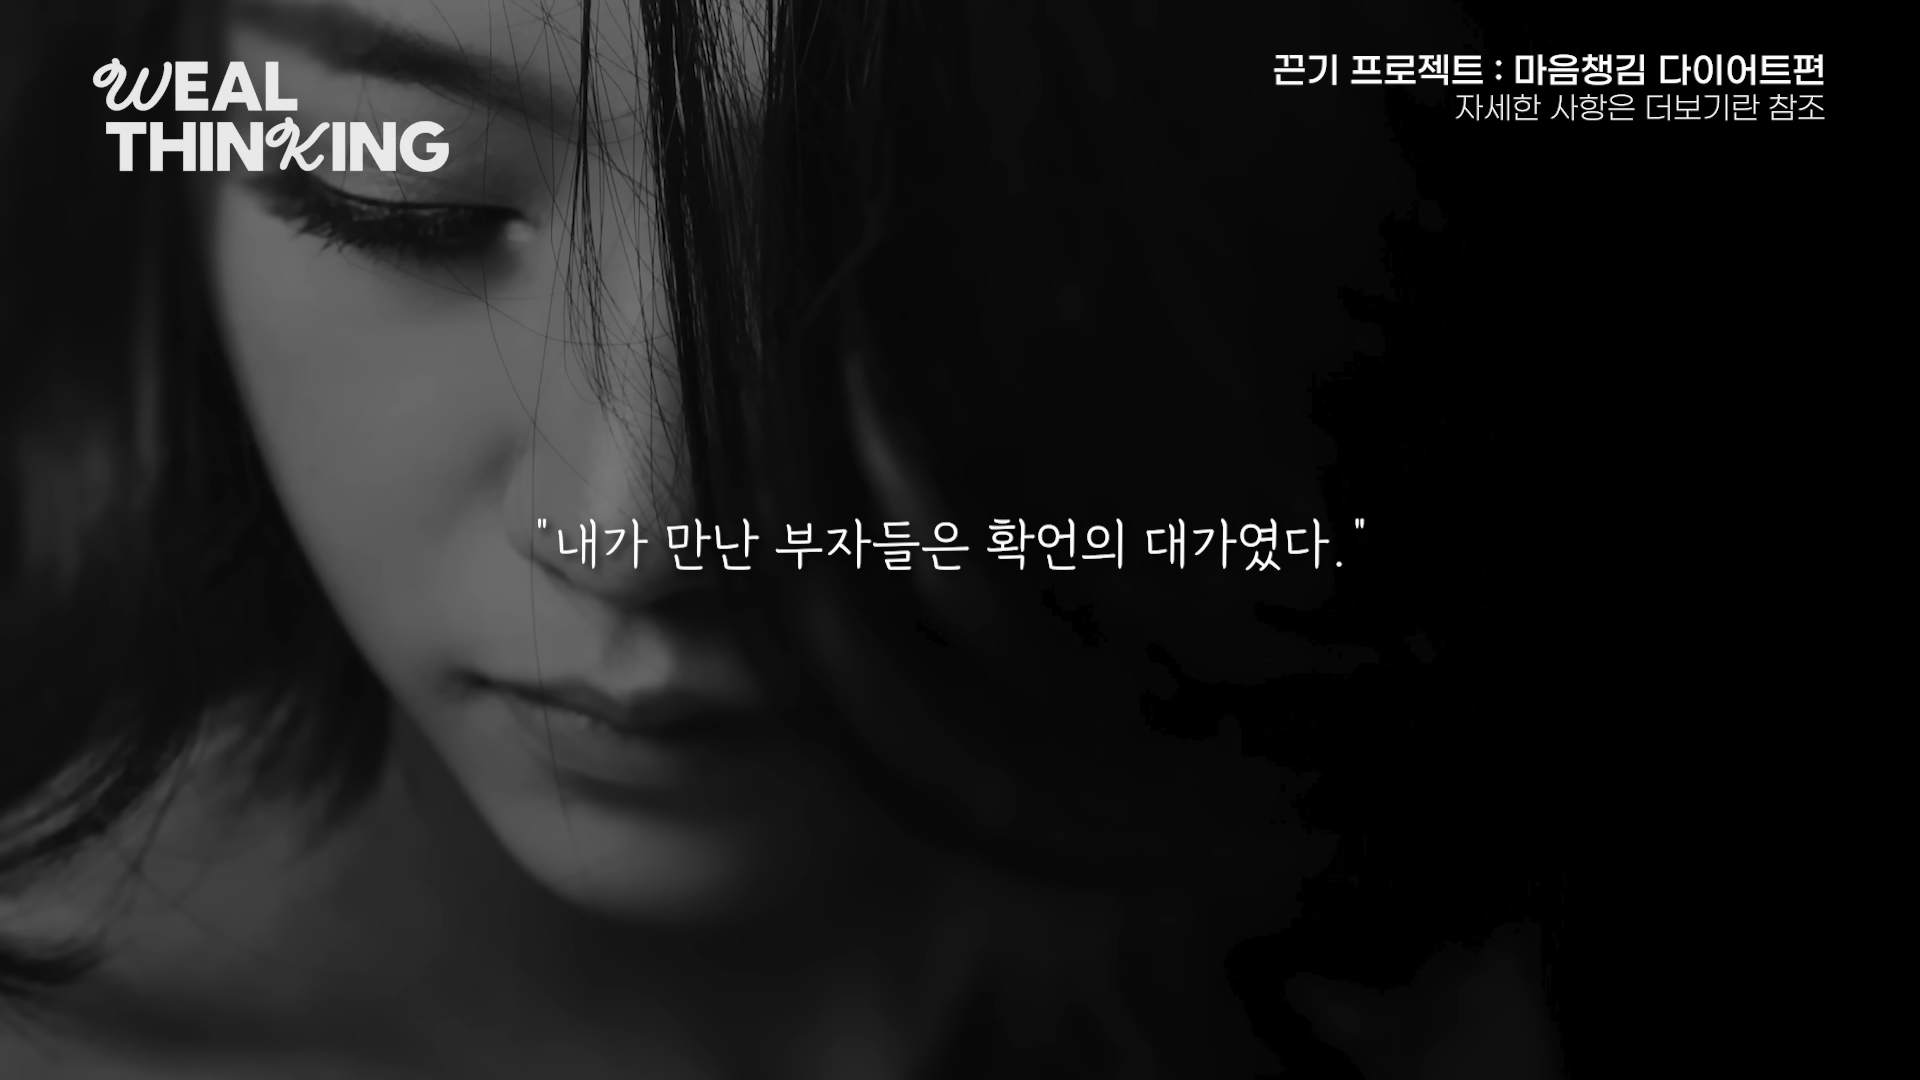 WEAL
THINKING
끈기 프로젝트 : 마음챙김 다이어트편
자세한 사항은 더보기란 참조
"내가 만난 부자들은 확언의 대가였다."